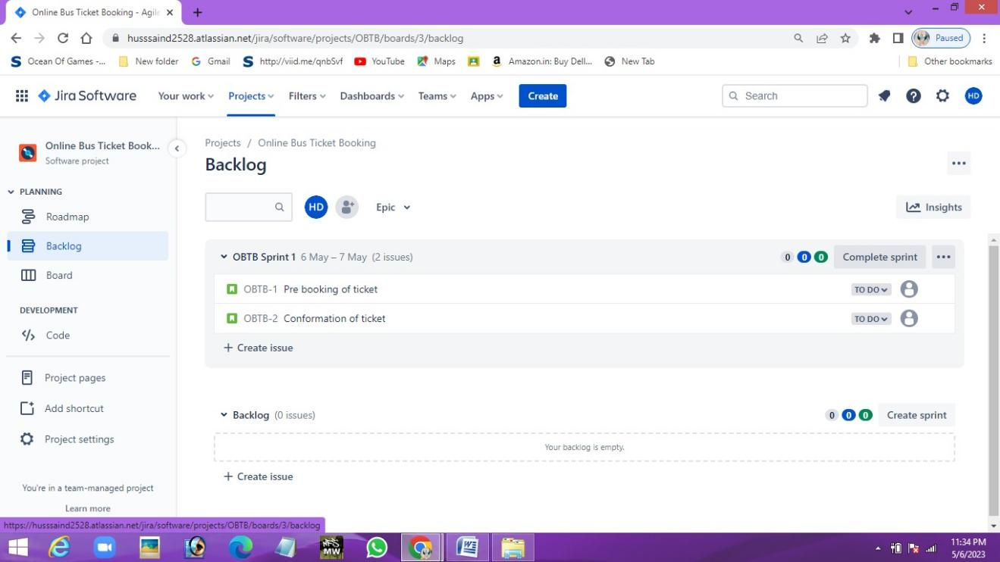 Online Bus Ticket Booking - Agile
husssaind2528.atlassian.net/jira/software/projects/OBTB/boards/3/backlog
Paused
Ocean Of Games -... New folder Gmail http://viid.me/qnbSvf YouTube Maps Amazon.in: Buy Dell... New Tab Other bookmarks
Jira Software Your work Projects Filters Dashboards Teams Apps Create Search HD
Online Bus Ticket Book...
Software project
PLANNING
Roadmap
Backlog
Board
DEVELOPMENT
Code
Project pages
Add shortcut
Project settings
You're in a team-managed project
Learn more
Projects / Online Bus Ticket Booking
Backlog
HD Epic Insights
OBTB Sprint 1 6 May – 7 May (2 issues) 0 0 0 Complete sprint
OBTB-1 Pre booking of ticket TO DO
OBTB-2 Conformation of ticket TO DO
+ Create issue
Backlog (0 issues) 0 0 0 Create sprint
Your backlog is empty.
+ Create issue
https://husssaind2528.atlassian.net/jira/software/projects/OBTB/boards/3/backlog
NFS
MW
11:34 PM
5/6/2023